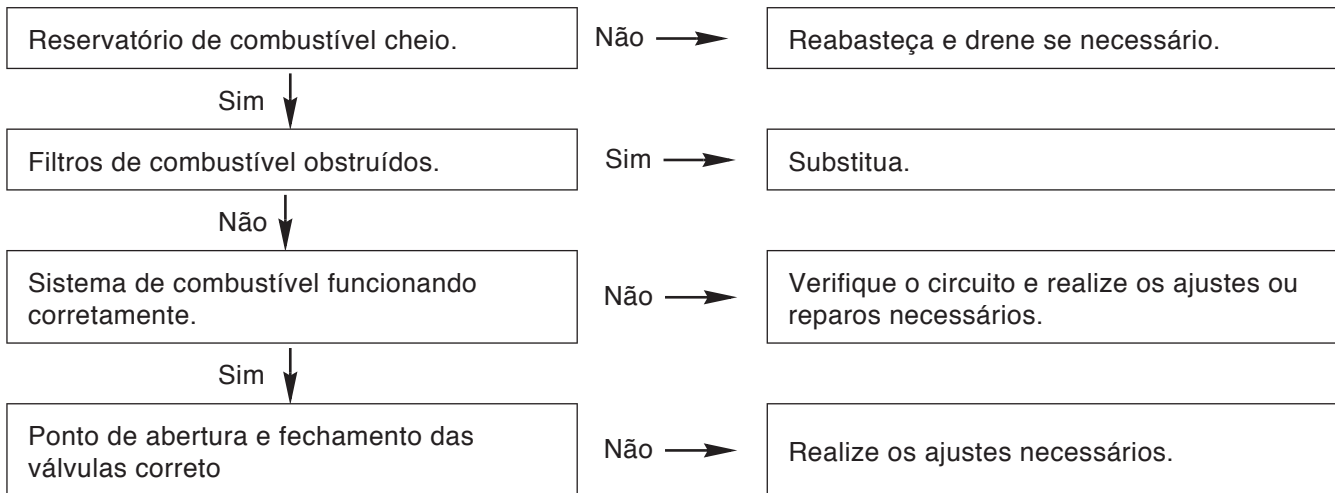 Reservatório de combustível cheio.
Não
Reabasteça e drene se necessário.
Sim
Filtros de combustível obstruídos.
Sim
Substitua.
Não
Sistema de combustível funcionando
corretamente.
Não
Verifique o circuito e realize os ajustes ou
reparos necessários.
Sim
Ponto de abertura e fechamento das
válvulas correto
Não
Realize os ajustes necessários.